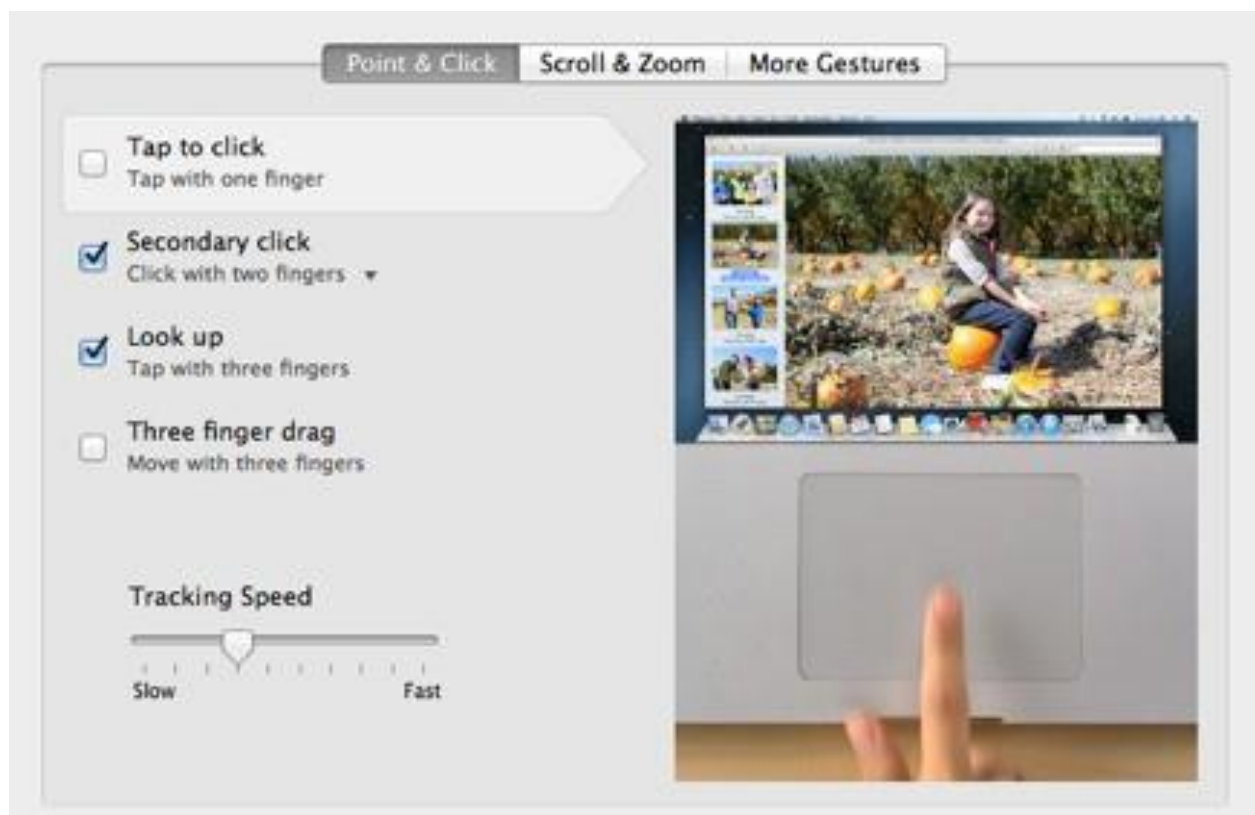 Point & Click
Scroll & Zoom
More Gestures
Tap to click
Tap with one finger
Secondary click
Click with two fingers
Look up
Tap with three fingers
Three finger drag
Move with three fingers
Tracking Speed
Slow
Fast